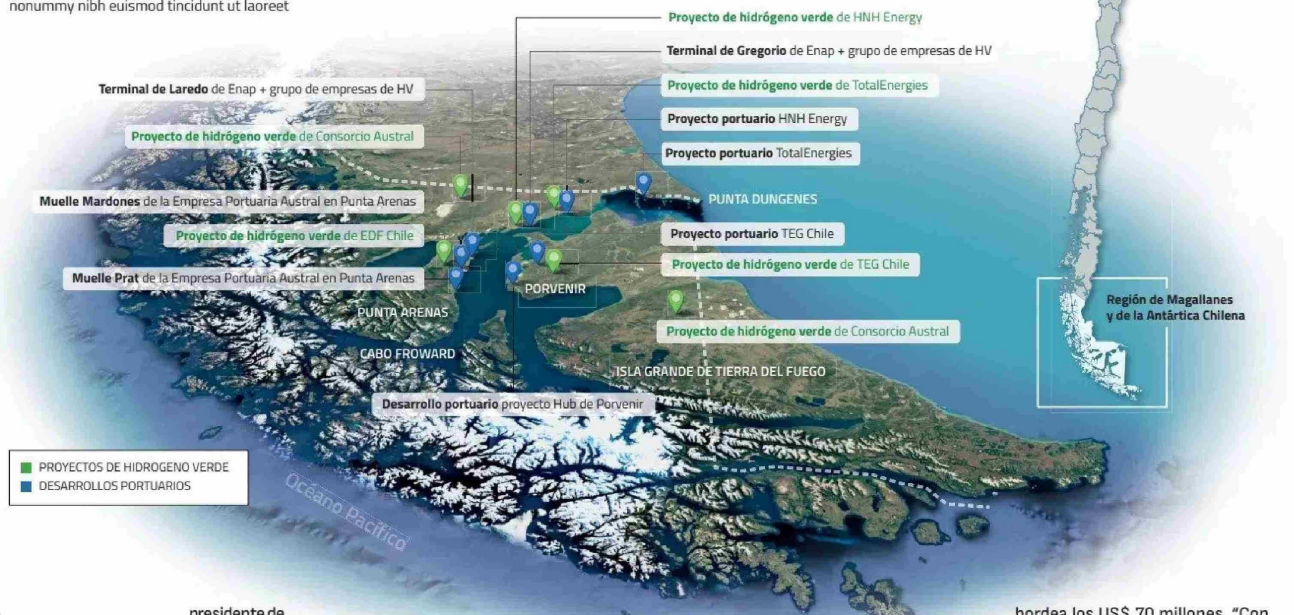 nonummy nibh euismod tincidunt ut laoreet
Proyecto de hidrógeno verde de HNH Energy
Terminal de Gregorio de Enap + grupo de empresas de HV
Terminal de Laredo de Enap + grupo de empresas de HV
Proyecto de hidrógeno verde de TotalEnergies
Proyecto portuario HNH Energy
Proyecto de hidrógeno verde de Consorcio Austral
Proyecto portuario TotalEnergies
Muelle Mardones de la Empresa Portuaria Austral en Punta Arenas
PUNTA DUNGENES
Proyecto de hidrógeno verde de EDF Chile
Proyecto portuario TEG Chile
Muelle Prat de la Empresa Portuaria Austral en Punta Arenas
Proyecto de hidrógeno verde de TEG Chile
PORVENIR
PUNTA ARENAS
Región de Magallanes
y de la Antártica Chilena
Proyecto de hidrógeno verde de Consorcio Austral
CABO FROWARD
ISLA GRANDE DE TIERRA DEL FUEGO
Desarrollo portuario proyecto Hub de Porvenir
PROYECTOS DE HIDROGENO VERDE
DESARROLLOS PORTUARIOS
Océano Pacífico
presidente de
bordea los US$ 70 millones. “Con